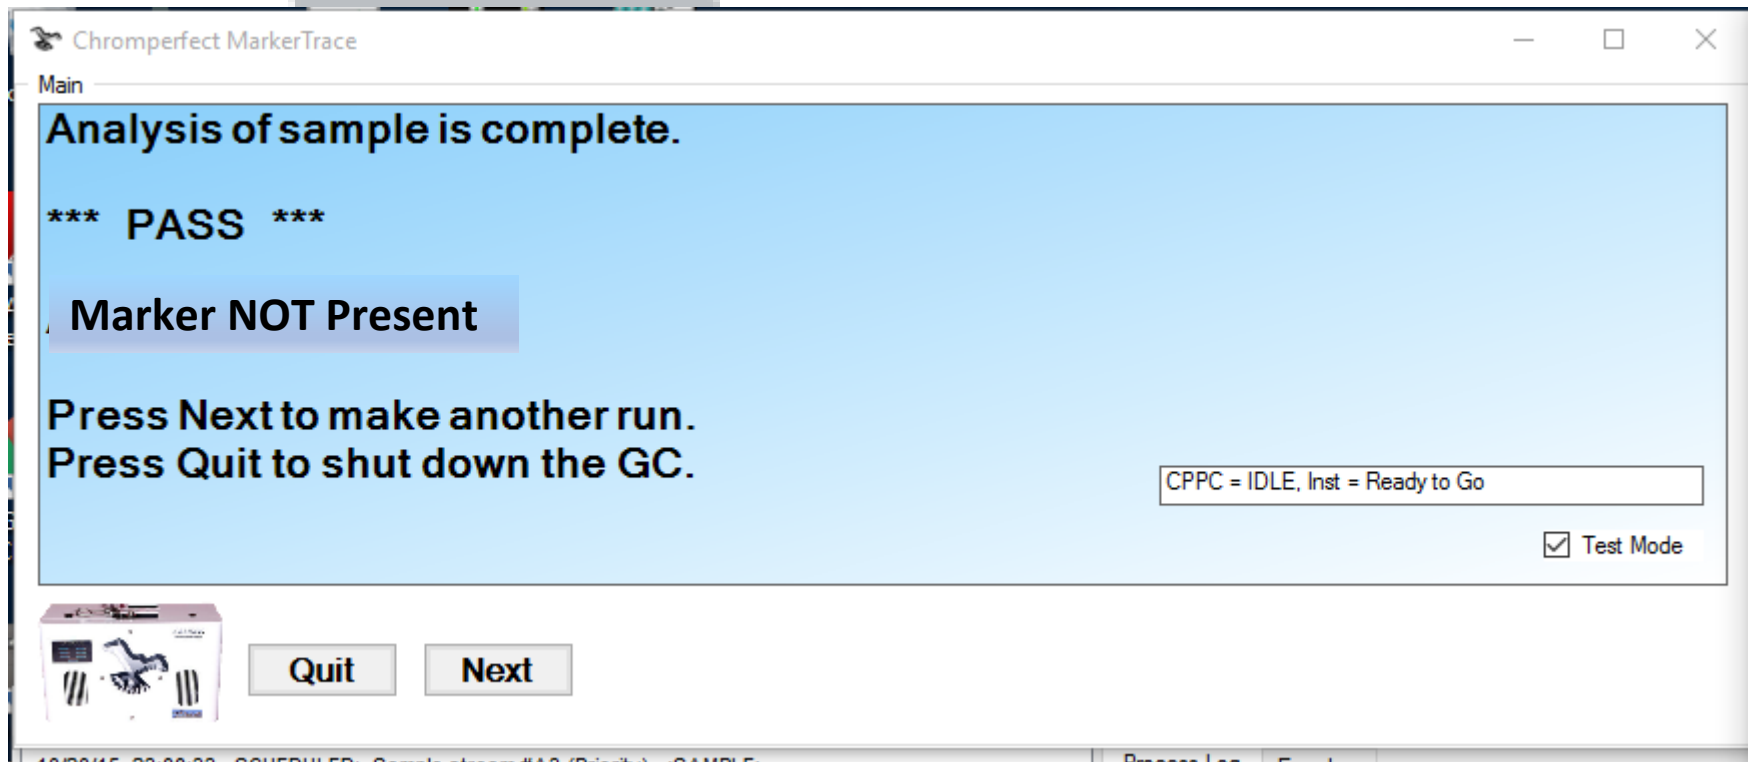 Chromperfect MarkerTrace
Main
Analysis of sample is complete.
*** PASS ***
Marker NOT Present
Press Next to make another run.
Press Quit to shut down the GC.
CPPC = IDLE, Inst = Ready to Go
Test Mode
Quit
Next